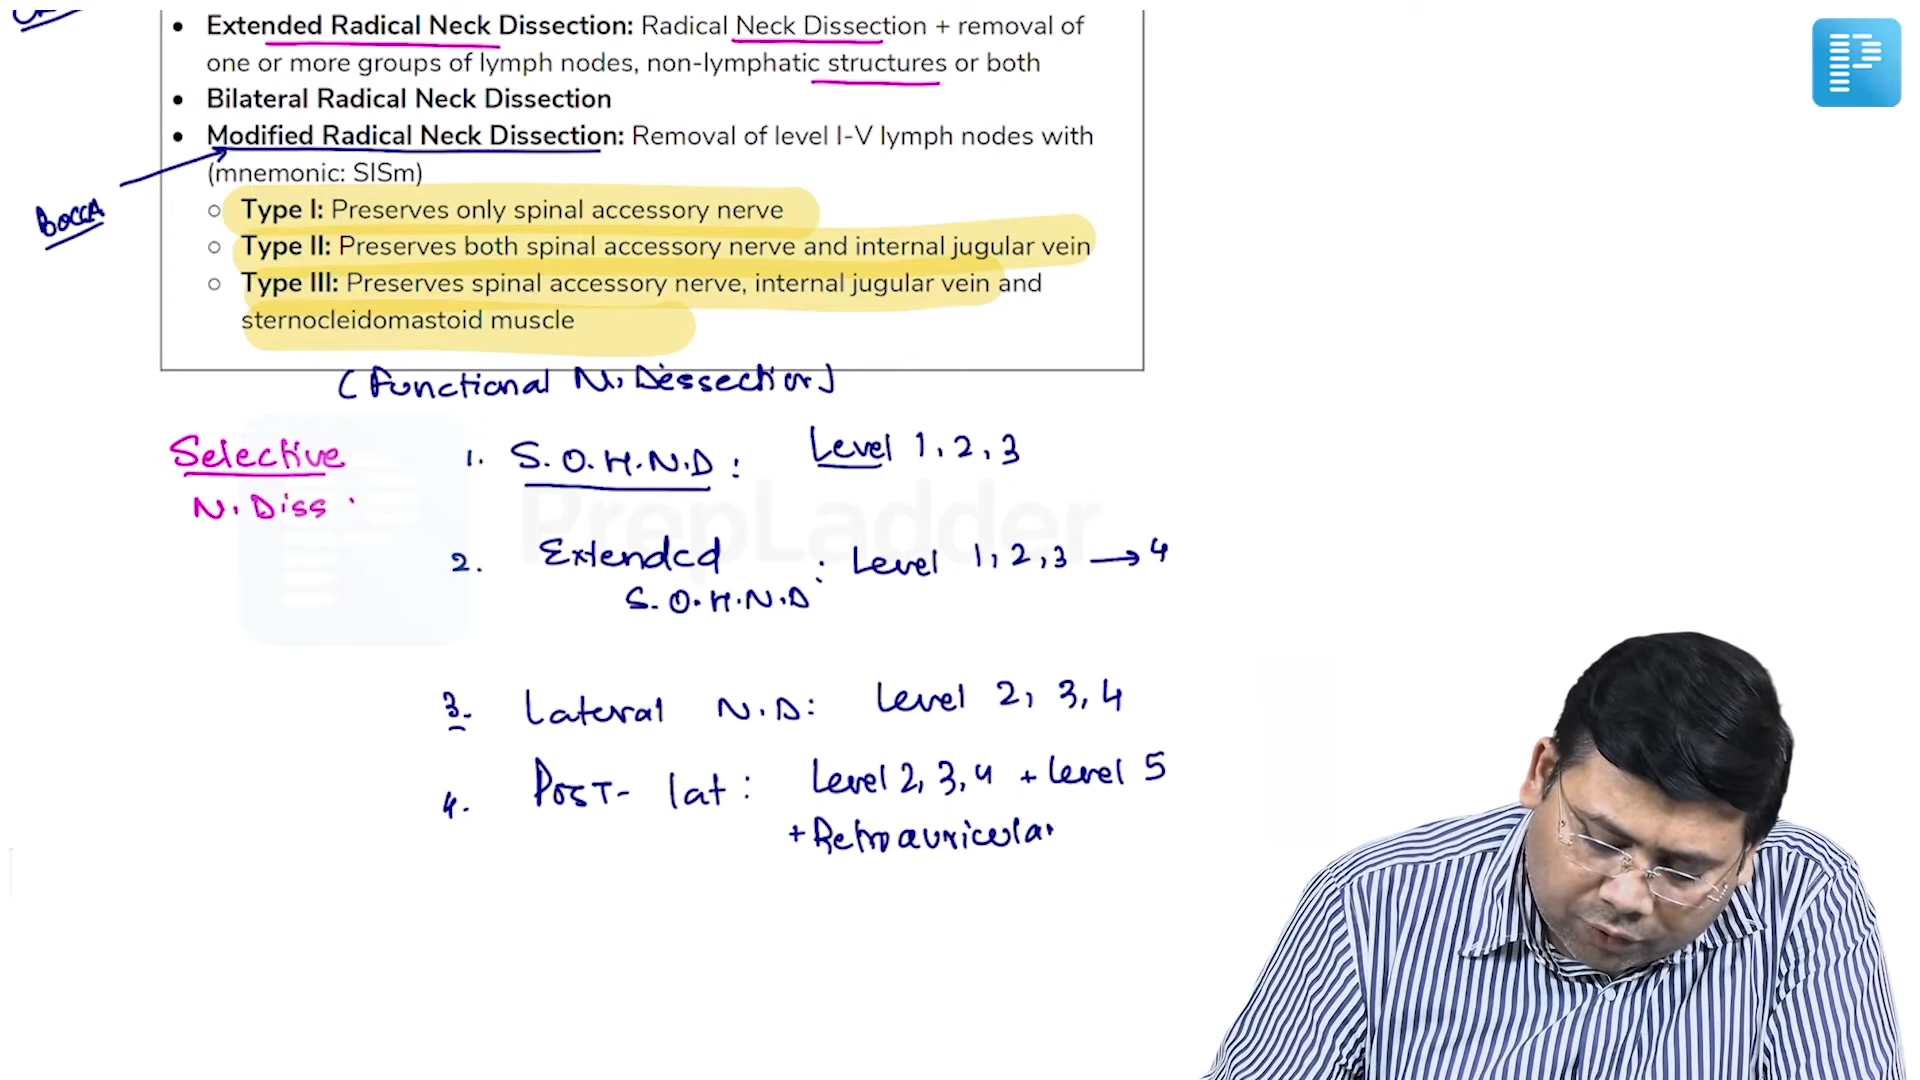 • Extended Radical Neck Dissection: Radical Neck Dissection + removal of
one or more groups of lymph nodes, non-lymphatic structures or both
• Bilateral Radical Neck Dissection
• Modified Radical Neck Dissection: Removal of level I-V lymph nodes with
(mnemonic: SISm)
BOCCA
○ Type I: Preserves only spinal accessory nerve
○ Type II: Preserves both spinal accessory nerve and internal jugular vein
○ Type III: Preserves spinal accessory nerve, internal jugular vein and
sternocleidomastoid muscle
(Functional N. Dessection)
Selective
N. Diss.
1. S.O.H.N.D : Level 1, 2, 3
PrepLadder
2. Extended : Level 1, 2, 3 → 4
S.O.H.N.D
3. Lateral N.D: Level 2, 3, 4
4. Post- lat: Level 2, 3, 4 + Level 5
+ Retroauricular